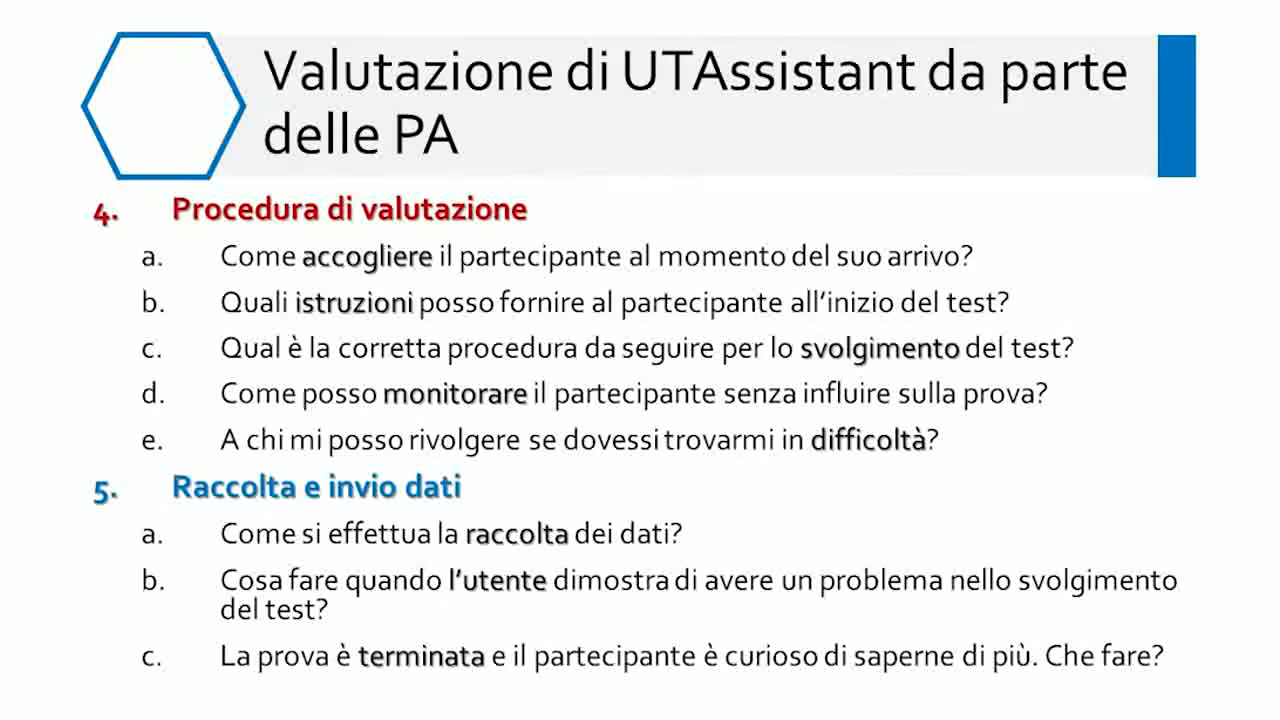 Valutazione di UTAssistant da parte
delle PA
4. Procedura di valutazione
a. Come accogliere il partecipante al momento del suo arrivo?
b. Quali istruzioni posso fornire al partecipante all’inizio del test?
c. Qual è la corretta procedura da seguire per lo svolgimento del test?
d. Come posso monitorare il partecipante senza influire sulla prova?
e. A chi mi posso rivolgere se dovessi trovarmi in difficoltà?
5. Raccolta e invio dati
a. Come si effettua la raccolta dei dati?
b. Cosa fare quando l’utente dimostra di avere un problema nello svolgimento
del test?
c. La prova è terminata e il partecipante è curioso di saperne di più. Che fare?